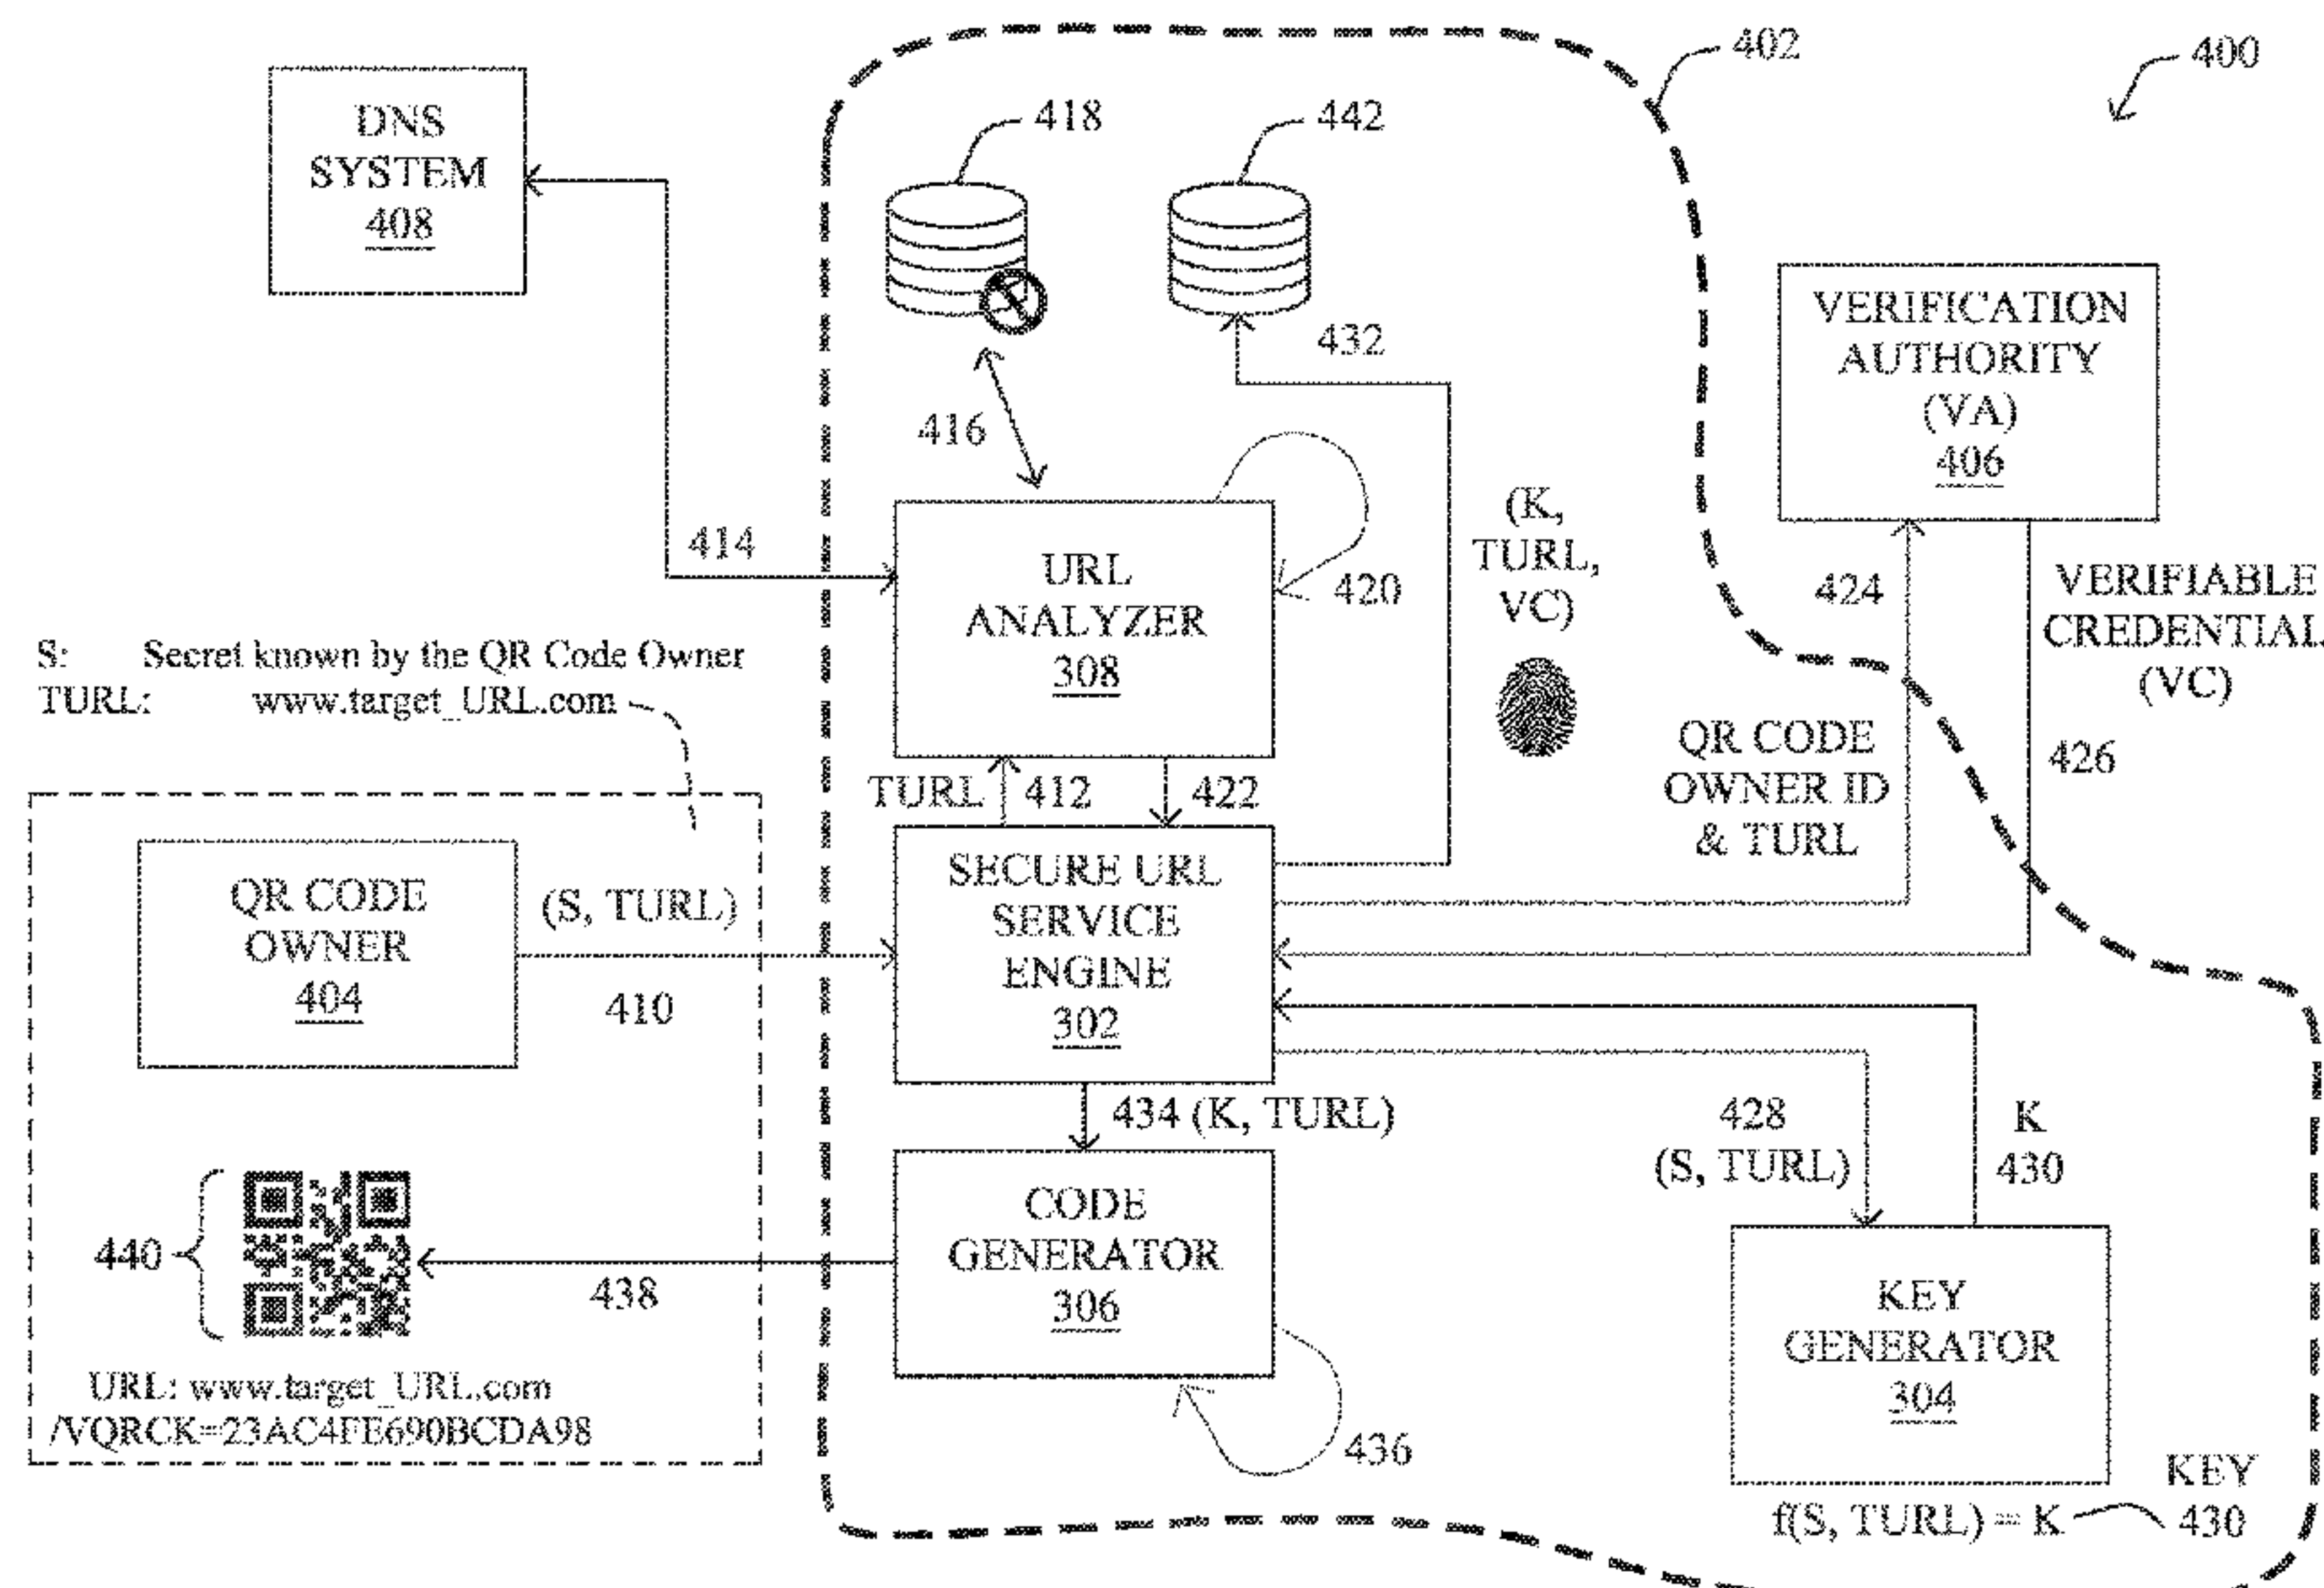 402
400
DNS
SYSTEM
408
418
442
432
416
VERIFICATION
AUTHORITY
(VA)
406
414
URL
ANALYZER
308
420
(K,
TURL,
VC)
424
VERIFIABLE
CREDENTIAL
(VC)
426
S: Secret known by the QR Code Owner
TURL: www.target_URL.com
TURL 412
422
QR CODE
OWNER ID
& TURL
QR CODE
OWNER
404
(S, TURL)
410
SECURE URL
SERVICE
ENGINE
302
434 (K, TURL)
428
(S, TURL)
K
430
440
438
CODE
GENERATOR
306
436
KEY
GENERATOR
304
URL: www.target_URL.com
/VQRCK=23AC4FE690BCDA98
KEY
f(S, TURL) = K
430